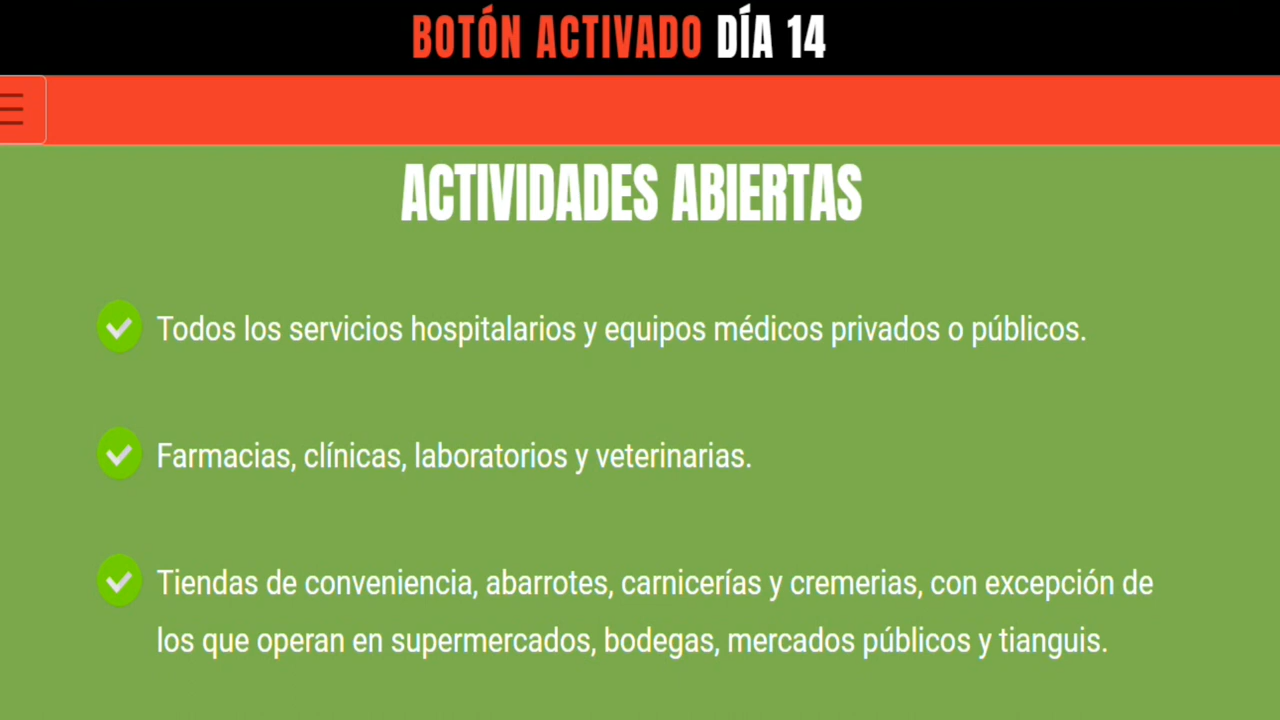 BOTÓN ACTIVADO DÍA 14
ACTIVIDADES ABIERTAS
Todos los servicios hospitalarios y equipos médicos privados o públicos.
Farmacias, clínicas, laboratorios y veterinarias.
Tiendas de conveniencia, abarrotes, carnicerías y cremerias, con excepción de
los que operan en supermercados, bodegas, mercados públicos y tianguis.